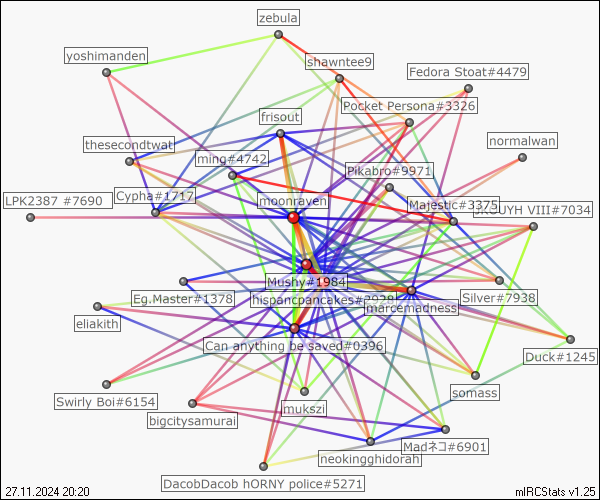 zebula
yoshimanden
shawntee9
Fedora Stoat#4479
Pocket Persona#3326
frisout
thesecondtwat
normalwan
ming#4742
Pikabro#9971
LPK2387 #7690
Cypha#1717
moonraven
Majestic#3375
VIII#7034
Mushy#1984
Eg.Master#1378
hispancpancakes#2928
marcemadness
Silver#7938
eliakith
Can anything be saved#0396
Duck#1245
Swirly Boi#6154
mukszi
somass
bigcitysamurai
Madネコ#6901
neokingghidorah
DacobDacob hORNY police#5271
27.11.2024 20:20
mIRCStats v1.25